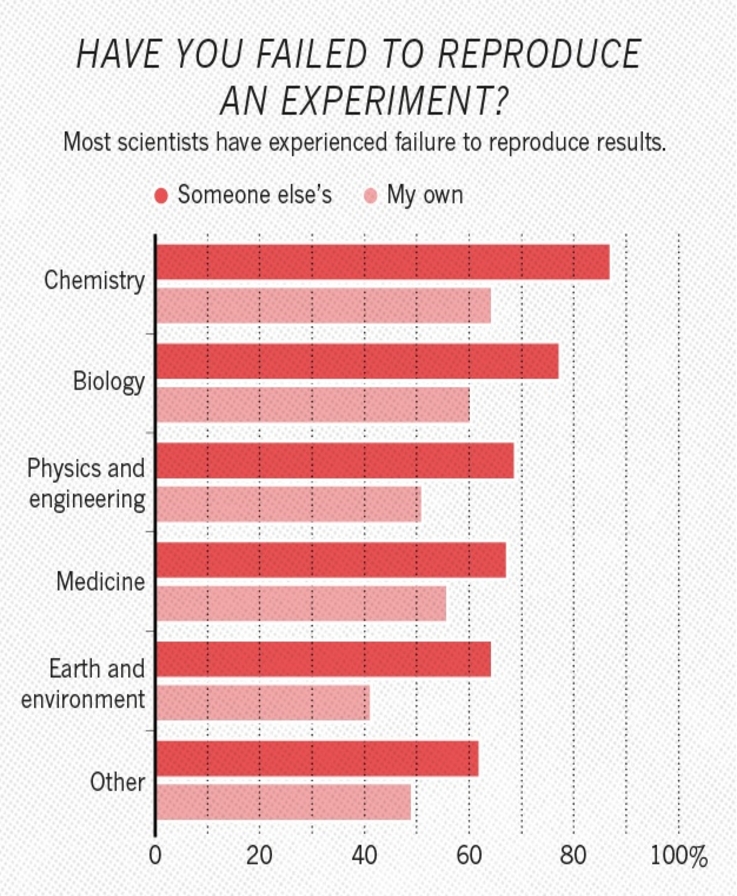 HAVE YOU FAILED TO REPRODUCE
AN EXPERIMENT?
Most scientists have experienced failure to reproduce results.
Someone else's My own
Chemistry
Biology
Physics and
engineering
Medicine
Earth and
environment
Other
0 20 40 60 80 100%